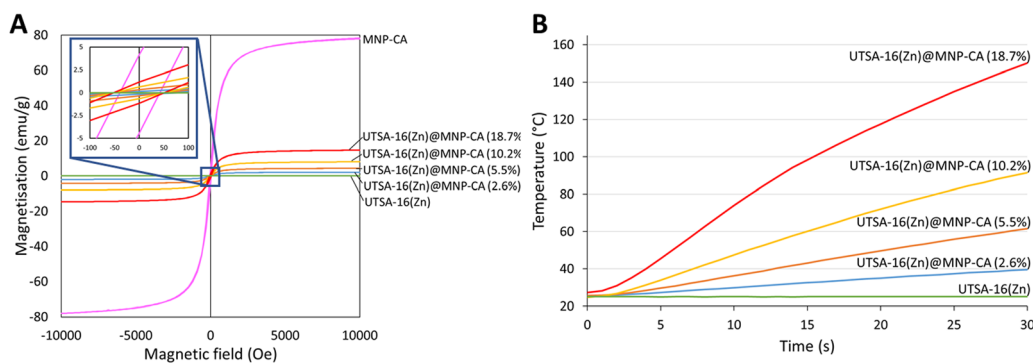 A
80
60
40
20
0
-20
-40
-60
-80
Magnetisation (emu/g)
-10000 -5000 0 5000 10000
Magnetic field (Oe)
5
3
1
-1
-3
-5
-100 -50 0 50 100
MNP-CA
UTSA-16(Zn)@MNP-CA (18.7%
UTSA-16(Zn)@MNP-CA (10.2%
UTSA-16(Zn)@MNP-CA (5.5%)
UTSA-16(Zn)@MNP-CA (2.6%)
UTSA-16(Zn)
B
160
140
120
100
80
60
40
20
Temperature (°C)
0 5 10 15 20 25 30
Time (s)
UTSA-16(Zn)@MNP-CA (18.7%)
UTSA-16(Zn)@MNP-CA (10.2%)
UTSA-16(Zn)@MNP-CA (5.5%)
UTSA-16(Zn)@MNP-CA (2.6%)
UTSA-16(Zn)